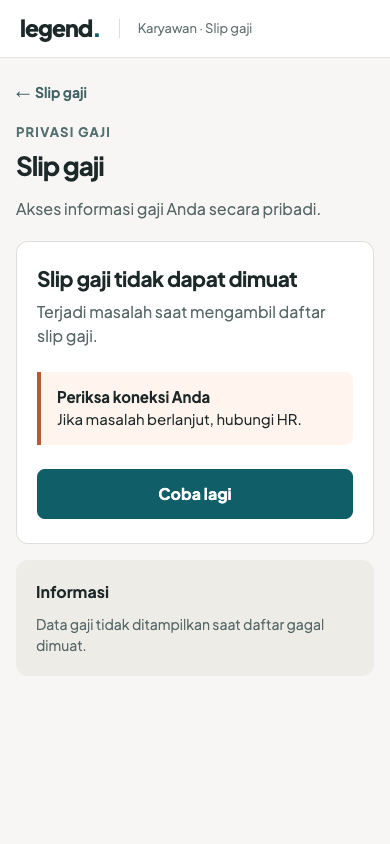 legend.
Karyawan · Slip gaji
← Slip gaji
PRIVASI GAJI
Slip gaji
Akses informasi gaji Anda secara pribadi.
Slip gaji tidak dapat dimuat
Terjadi masalah saat mengambil daftar
slip gaji.
Periksa koneksi Anda
Jika masalah berlanjut, hubungi HR.
Coba lagi
Informasi
Data gaji tidak ditampilkan saat daftar gagal
dimuat.